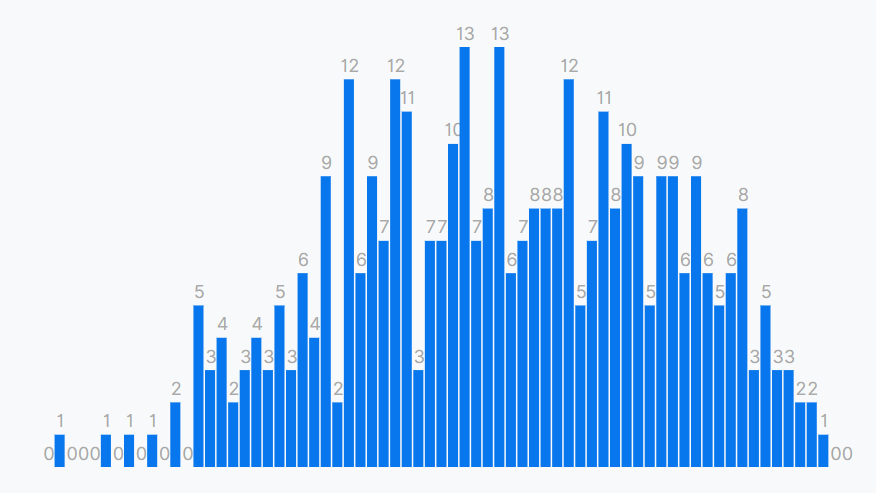 13 13
12 12 12
11 11
10 10
9 9 9 9 9 9
8 8 8 8 8 8
7 7 7 7 7 7
6 6 6 6 6 6
5 5 5 5 5 5
4 4 4
3 3 3 3 3 3 3 3
2 2 2 2 2
1 1 1 1 1
0 0 0 0 0 0 0 0 0 0